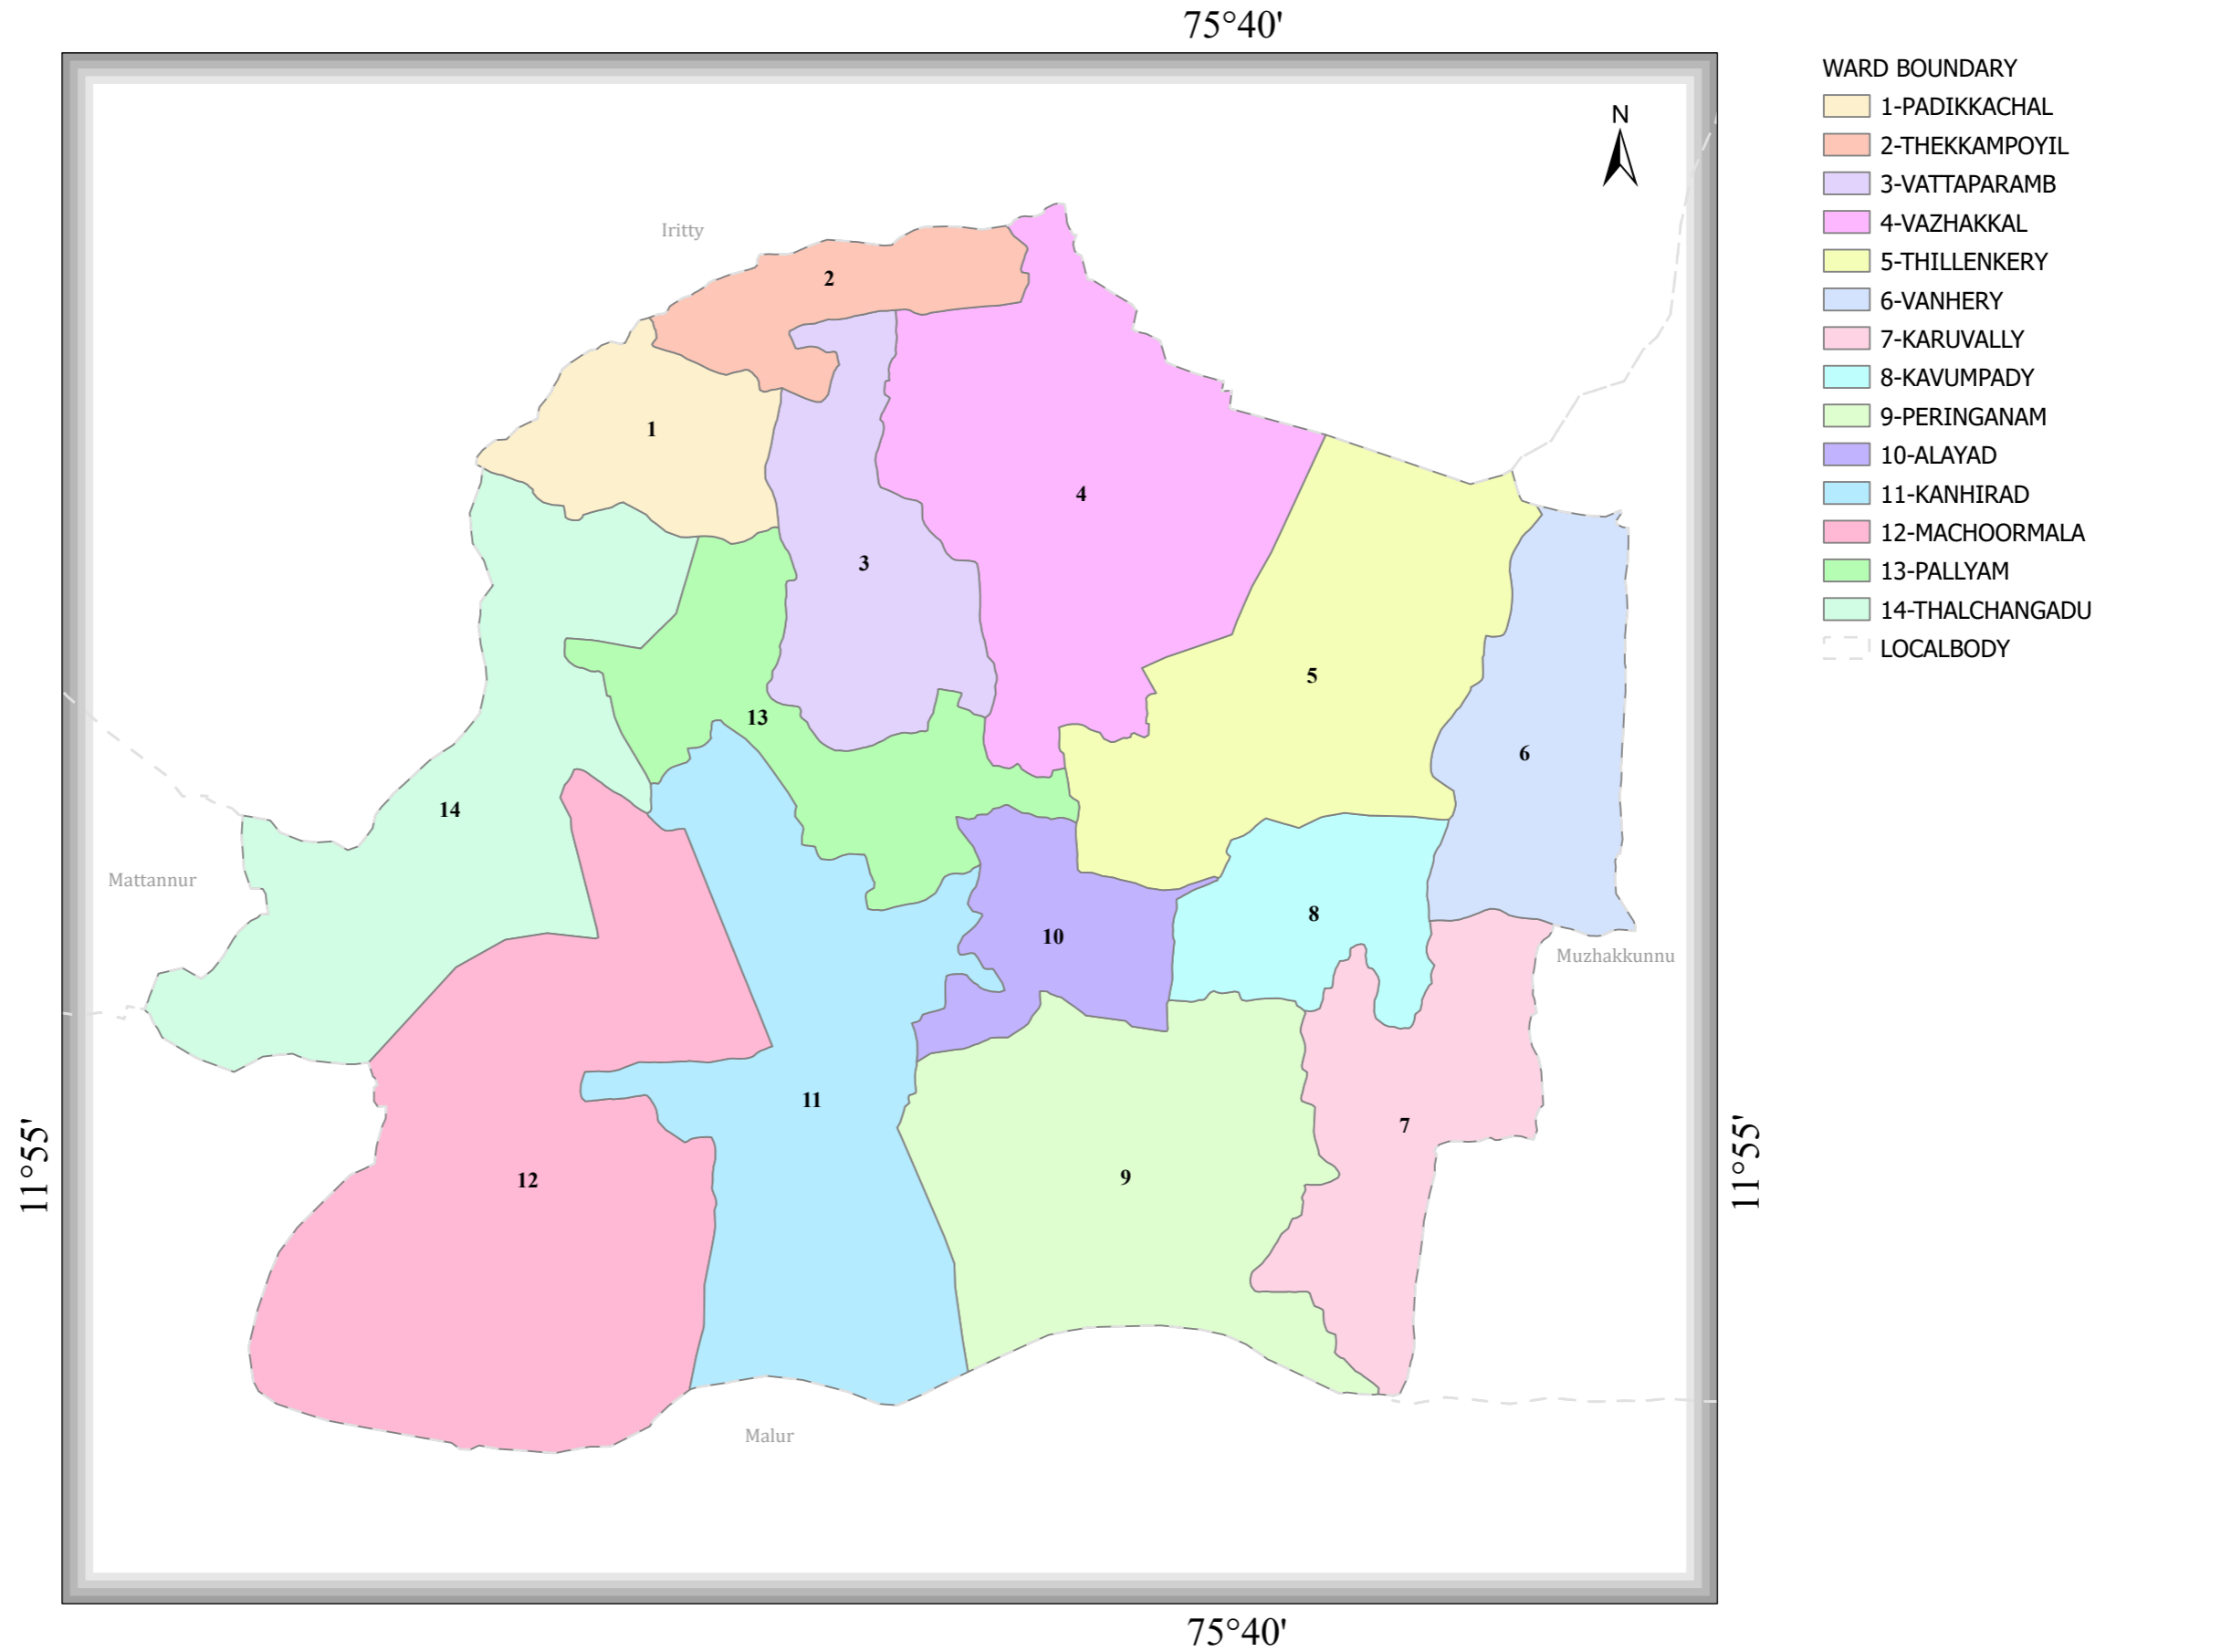 75°40'
WARD BOUNDARY
1-PADIKKACHAL
2-THEKKAMPOYIL
3-VATTAPARAMB
4-VAZHAKKAL
5-THILLENKERY
6-VANHERY
7-KARUVALLY
8-KAVUMPADY
9-PERINGANAM
10-ALAYAD
11-KANHIRAD
12-MACHOORMALA
13-PALLYAM
14-THALCHANGADU
LOCALBODY
N
Iritty
2
1
4
3
5
13
6
14
Mattannur
8
10
Muzhakkunnu
11
7
11°55'
11°55'
9
12
Malur
75°40'